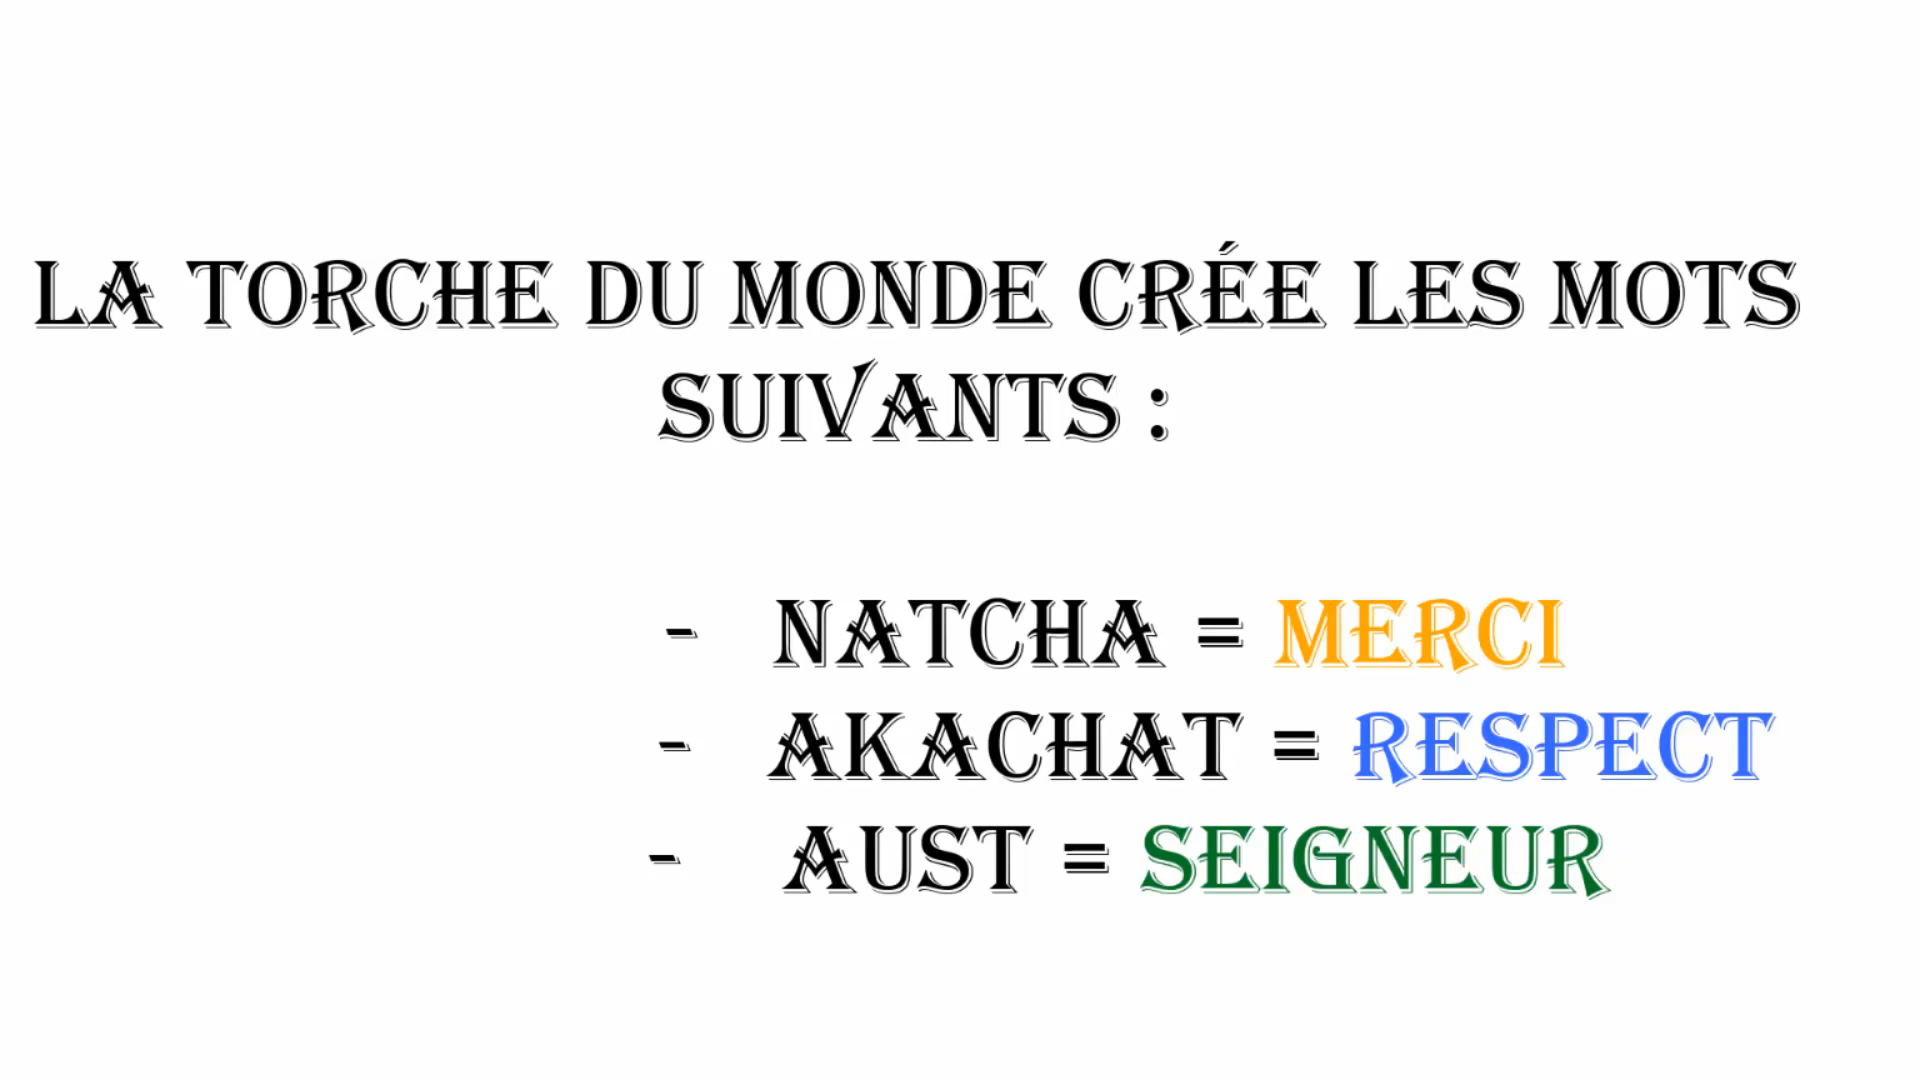 LA TORCHE DU MONDE CRÉE LES MOTS
SUIVANTS :
- NATCHA = MERCI
- AKACHAT = RESPECT
- AUST = SEIGNEUR